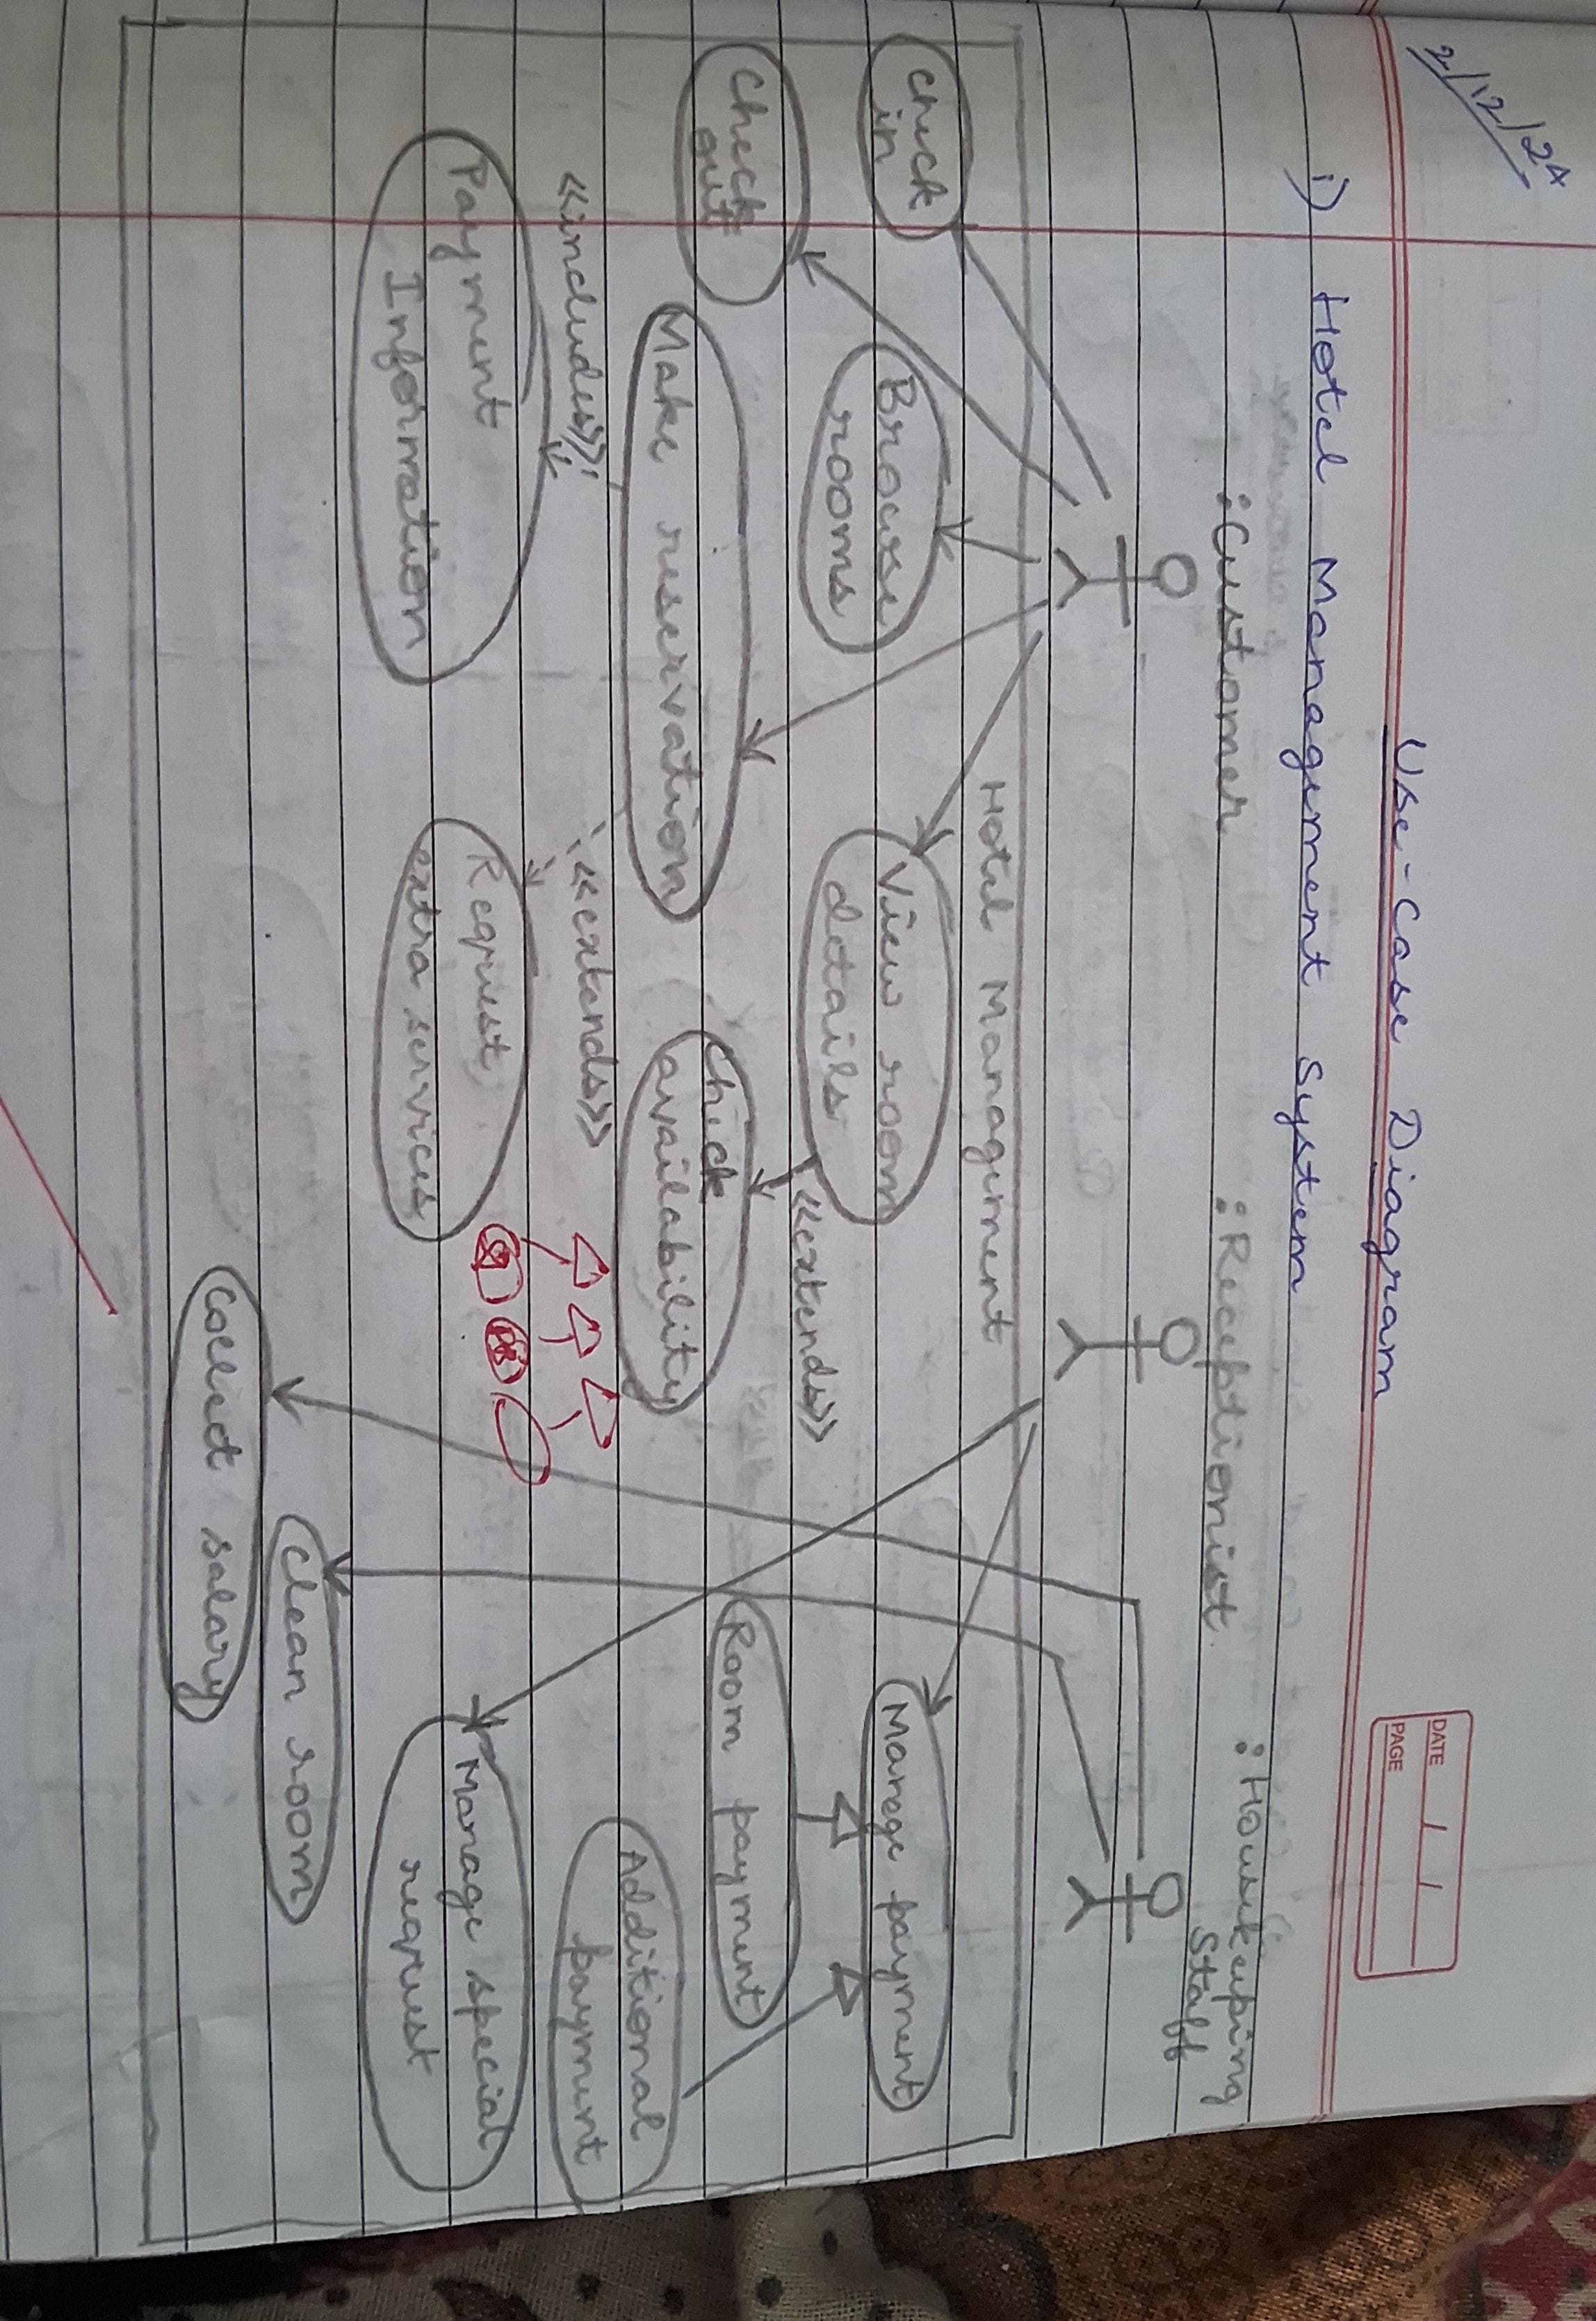 2/12/24
DATE
PAGE
Use-Case Diagram
i) Hotel Management System
:Customer
:Receptionist.
:Housekeeping
Staff
Hotel Management
Check
in
Browse
rooms
View room
details
Manege payment
<<extends>>
Check
out
Make reservation
Check
availability
Room payment
<<includes>>
<<extends>>
Additional
payment
Payment
Information
Request
extra services
Manage special
request
Clean room
Collect salary